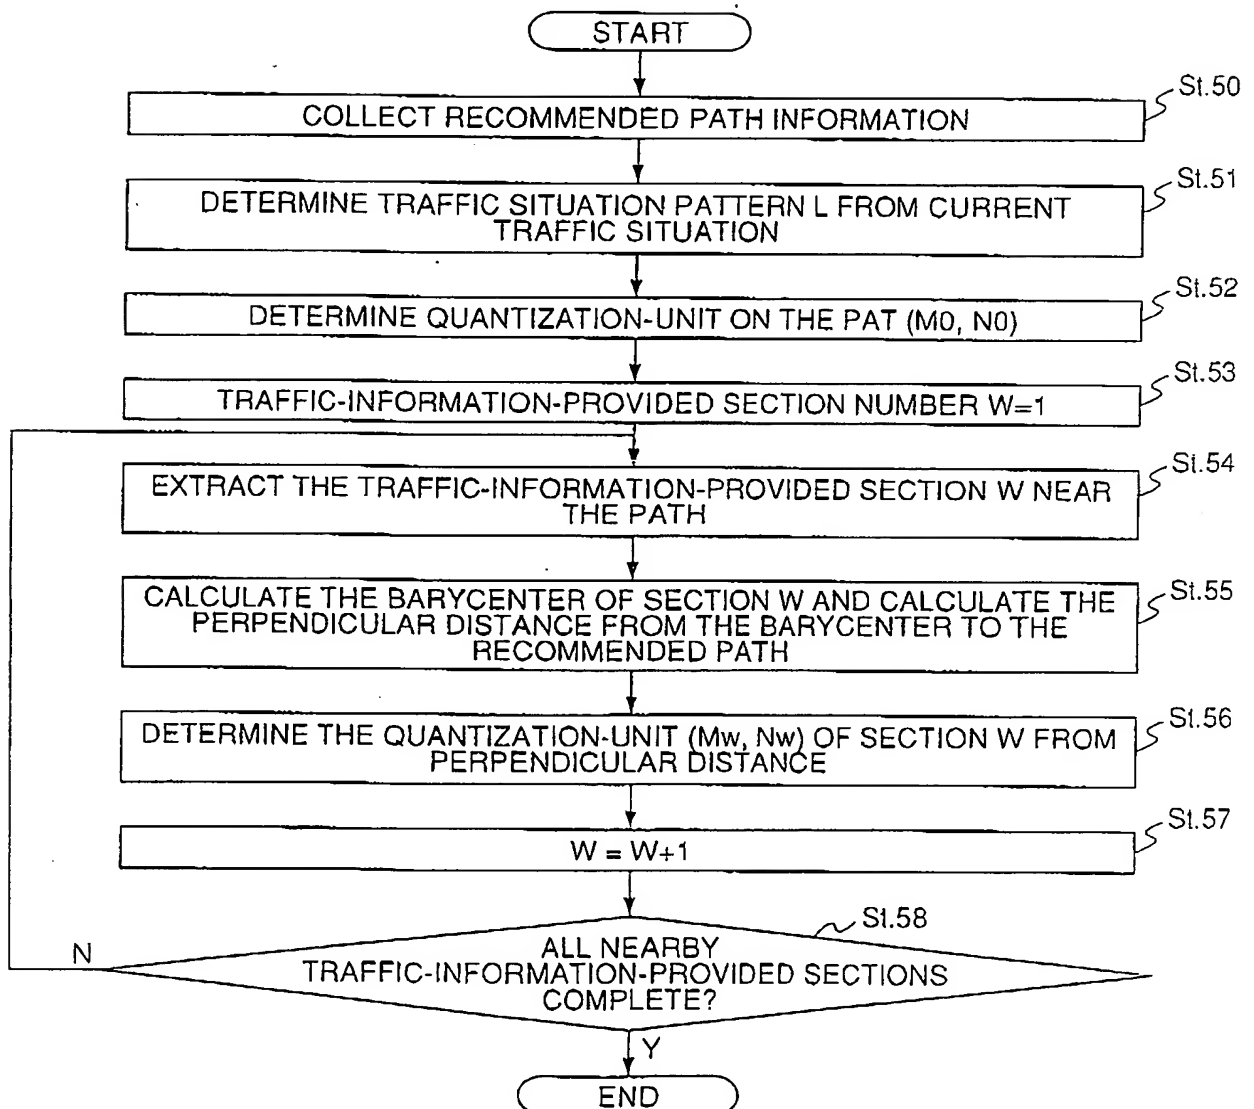 START
St.50
COLLECT RECOMMENDED PATH INFORMATION
St.51
DETERMINE TRAFFIC SITUATION PATTERN L FROM CURRENT
TRAFFIC SITUATION
St.52
DETERMINE QUANTIZATION-UNIT ON THE PAT (M0, N0)
St.53
TRAFFIC-INFORMATION-PROVIDED SECTION NUMBER W=1
St.54
EXTRACT THE TRAFFIC-INFORMATION-PROVIDED SECTION W NEAR
THE PATH
St.55
CALCULATE THE BARYCENTER OF SECTION W AND CALCULATE THE
PERPENDICULAR DISTANCE FROM THE BARYCENTER TO THE
RECOMMENDED PATH
St.56
DETERMINE THE QUANTIZATION-UNIT (Mw, Nw) OF SECTION W FROM
PERPENDICULAR DISTANCE
St.57
W = W+1
St.58
N
ALL NEARBY
TRAFFIC-INFORMATION-PROVIDED SECTIONS
COMPLETE?
Y
END